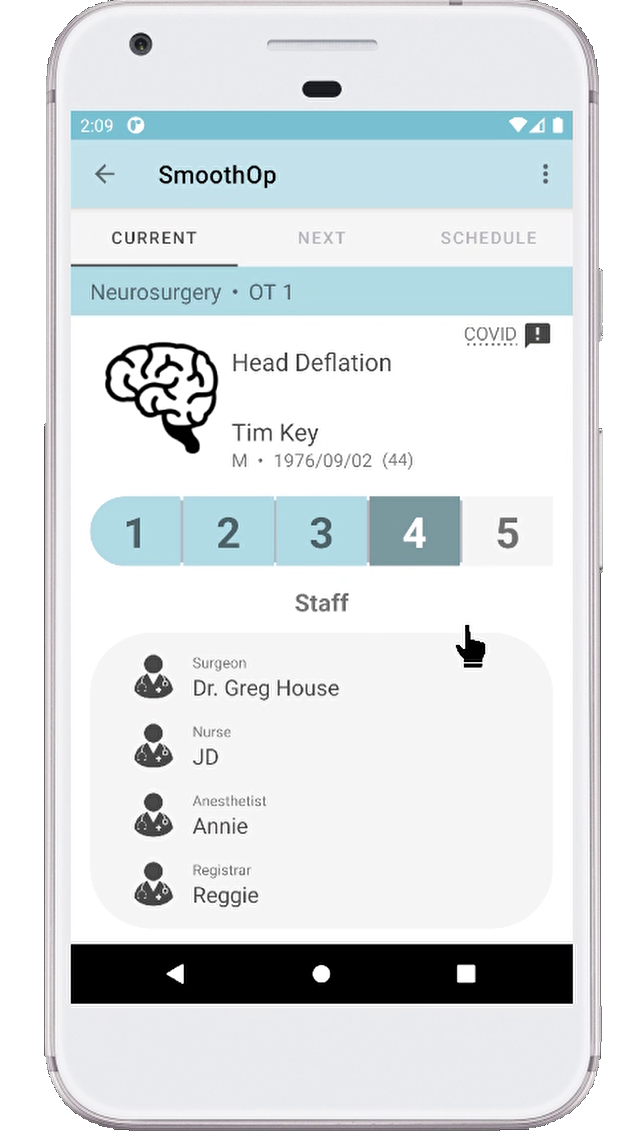 2:09
SmoothOp
CURRENT NEXT SCHEDULE
Neurosurgery • OT 1
COVID
Head Deflation
Tim Key
M • 1976/09/02 (44)
1 2 3 4 5
Staff
Surgeon
Dr. Greg House
Nurse
JD
Anesthetist
Annie
Registrar
Reggie